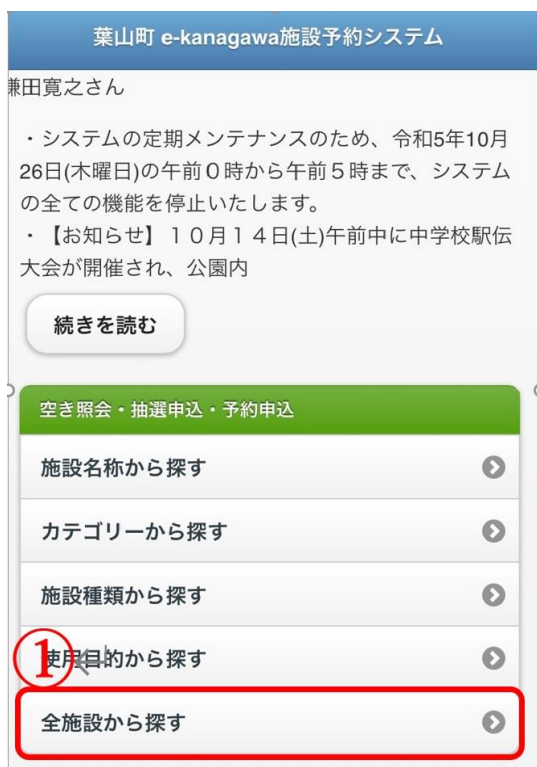 葉山町 e-kanagawa施設予約システム
鎌田寛之さん
・システムの定期メンテナンスのため、令和5年10月
26日(木曜日)の午前０時から午前５時まで、システム
の全ての機能を停止いたします。
・【お知らせ】１０月１４日(土)午前中に中学校駅伝
大会が開催され、公園内
続きを読む
空き照会・抽選申込・予約申込
施設名称から探す
カテゴリーから探す
施設種類から探す
①↵
使用目的から探す
全施設から探す